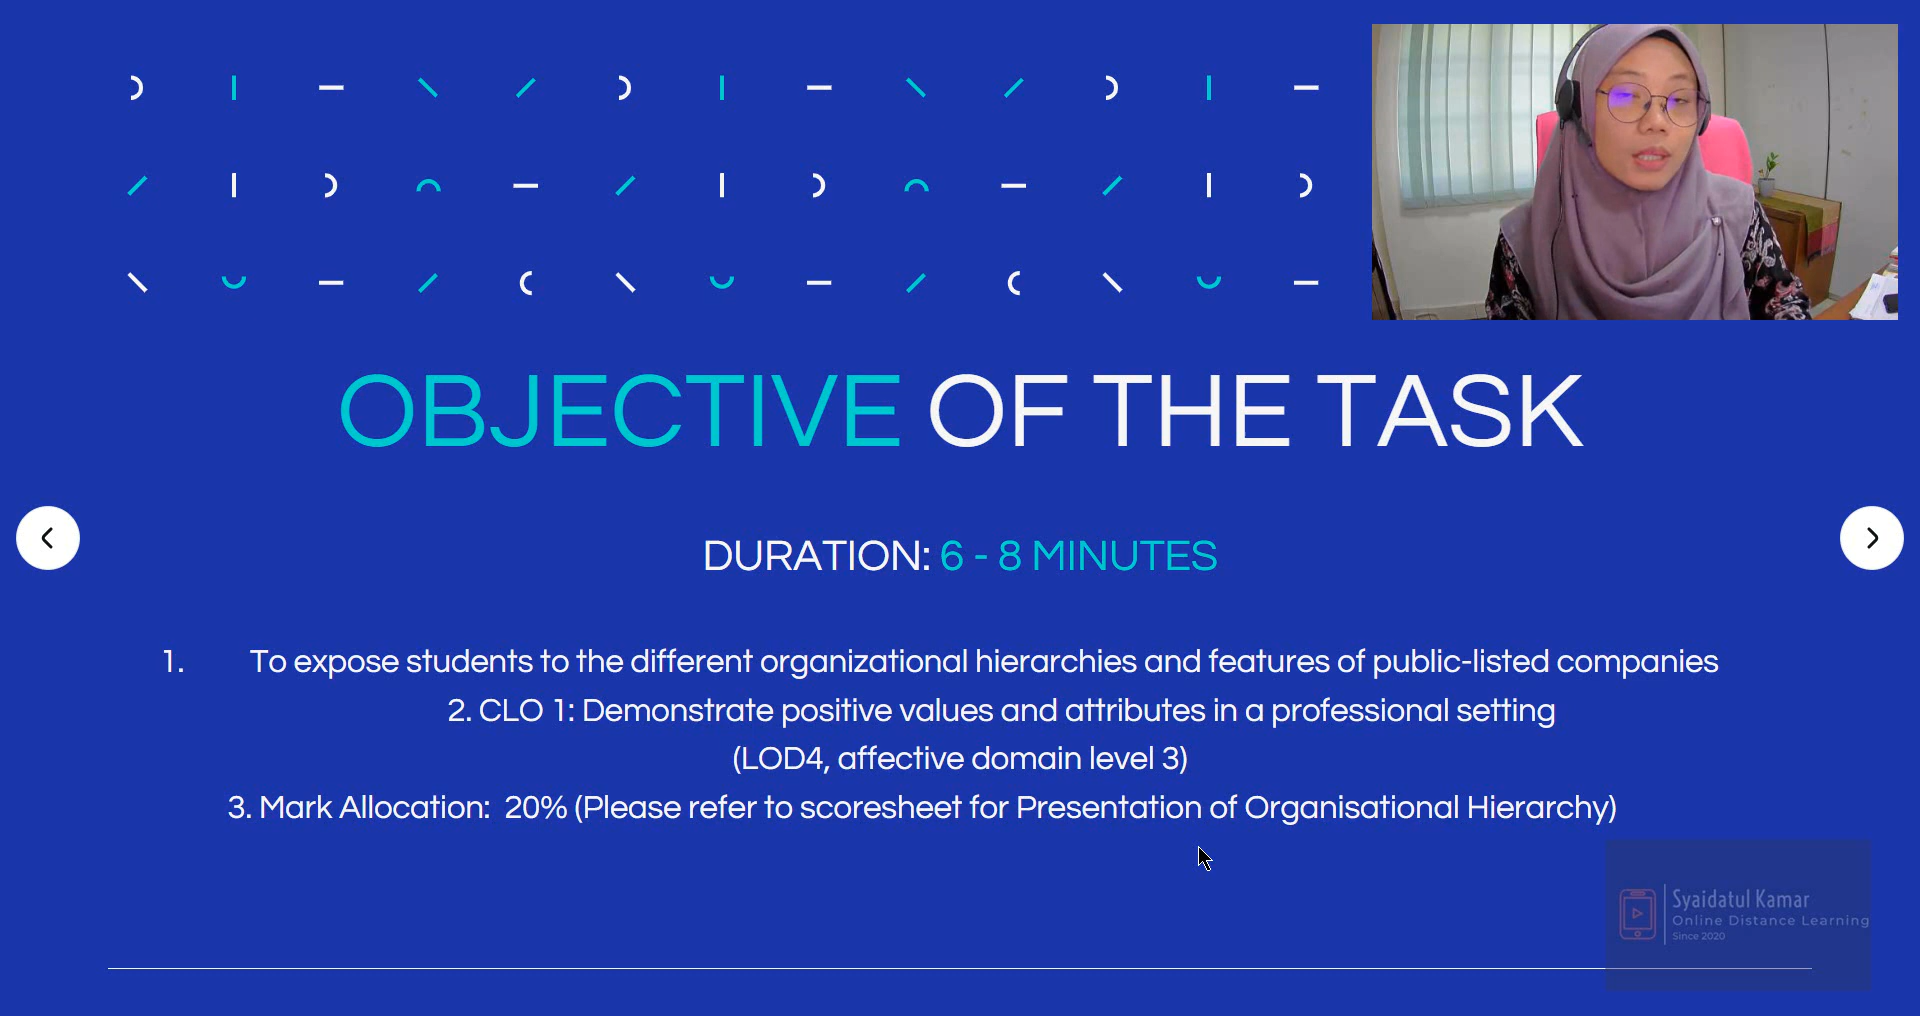 OBJECTIVE OF THE TASK
DURATION: 6 - 8 MINUTES
1. To expose students to the different organizational hierarchies and features of public-listed companies
2. CLO 1: Demonstrate positive values and attributes in a professional setting
(LOD4, affective domain level 3)
3. Mark Allocation: 20% (Please refer to scoresheet for Presentation of Organisational Hierarchy)
Syaidatul Kamar
Online Distance Learning
Since 2020